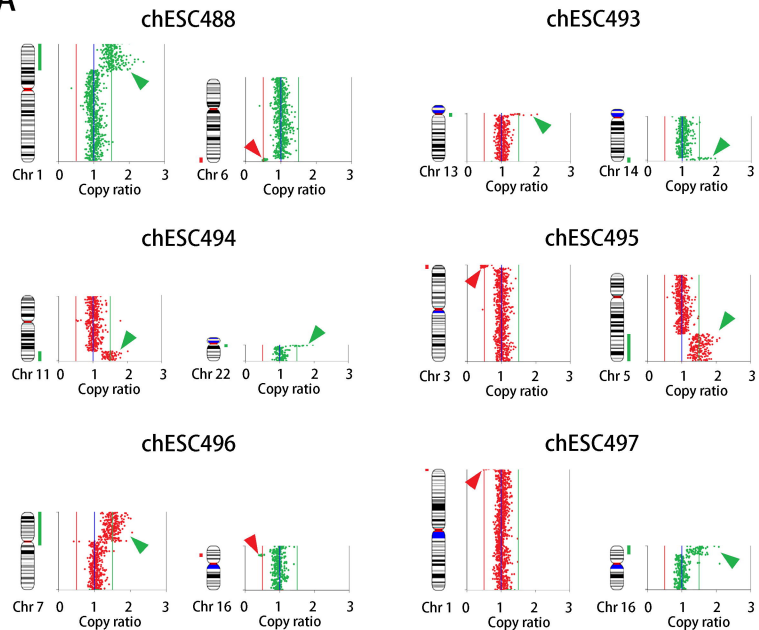 A
chESC488
chESC493
Chr 1
0 1 2 3
Copy ratio
Chr 6
0 1 2 3
Copy ratio
Chr 13
0 1 2 3
Copy ratio
Chr 14
0 1 2 3
Copy ratio
chESC494
chESC495
Chr 11
0 1 2 3
Copy ratio
Chr 22
0 1 2 3
Copy ratio
Chr 3
0 1 2 3
Copy ratio
Chr 5
0 1 2 3
Copy ratio
chESC496
chESC497
Chr 7
0 1 2 3
Copy ratio
Chr 16
0 1 2 3
Copy ratio
Chr 1
0 1 2 3
Copy ratio
Chr 16
0 1 2 3
Copy ratio